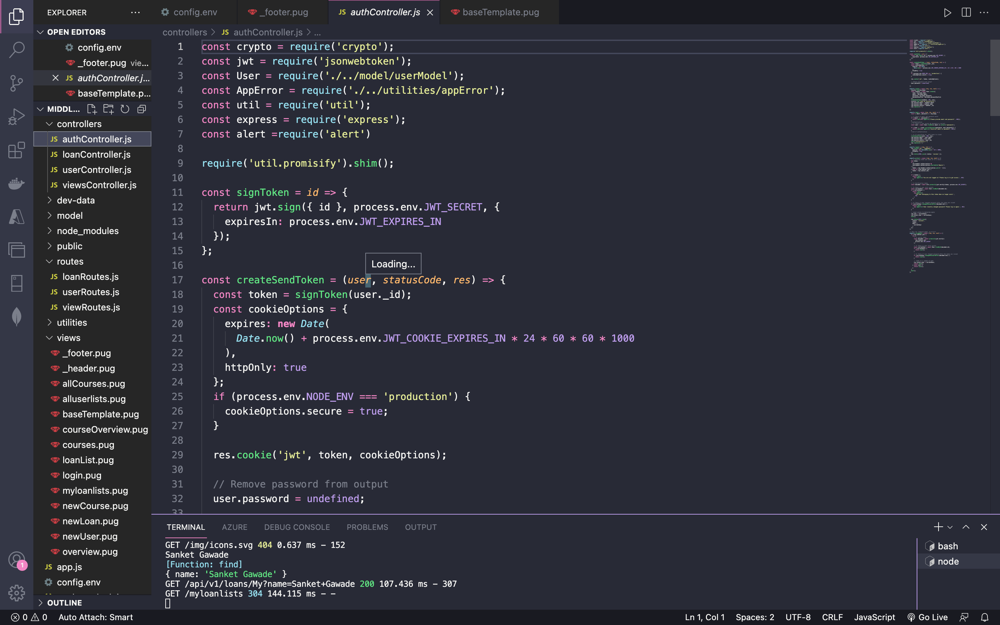 EXPLORER
OPEN EDITORS
config.env
_footer.pug vie...
authController.j...
baseTemplate.p...
MIDDL...
controllers
authController.js
loanController.js
userController.js
viewsController.js
dev-data
model
node_modules
public
routes
loanRoutes.js
userRoutes.js
viewRoutes.js
utilities
views
_footer.pug
_header.pug
allCourses.pug
alluserlists.pug
baseTemplate.pug
courseOverview.pug
courses.pug
loanList.pug
login.pug
myloanlists.pug
newCourse.pug
newLoan.pug
newUser.pug
overview.pug
app.js
config.env
OUTLINE
1
config.env _footer.pug JS authController.js baseTemplate.pug
controllers > JS authController.js > ...
1 const crypto = require('crypto');
2 const jwt = require('jsonwebtoken');
3 const User = require('./../model/userModel');
4 const AppError = require('./../utilities/appError');
5 const util = require('util');
6 const express = require('express');
7 const alert =require('alert')
8
9 require('util.promisify').shim();
10
11 const signToken = id => {
12 return jwt.sign({ id }, process.env.JWT_SECRET, {
13 expiresIn: process.env.JWT_EXPIRES_IN
14 });
15 };
16
Loading...
17 const createSendToken = (user, statusCode, res) => {
18 const token = signToken(user._id);
19 const cookieOptions = {
20 expires: new Date(
21 Date.now() + process.env.JWT_COOKIE_EXPIRES_IN * 24 * 60 * 60 * 1000
22 ),
23 httpOnly: true
24 };
25 if (process.env.NODE_ENV === 'production') {
26 cookieOptions.secure = true;
27 }
28
29 res.cookie('jwt', token, cookieOptions);
30
31 // Remove password from output
32 user.password = undefined;
33
TERMINAL AZURE DEBUG CONSOLE PROBLEMS OUTPUT
GET /img/icons.svg 404 0.637 ms - 152
Sanket Gawade
[Function: find]
{ name: 'Sanket Gawade' }
GET /api/v1/loans/My?name=Sanket+Gawade 200 107.436 ms - 307
GET /myloanlists 304 144.115 ms - -
bash
node
0 0 Auto Attach: Smart Ln 1, Col 1 Spaces: 2 UTF-8 CRLF JavaScript Go Live